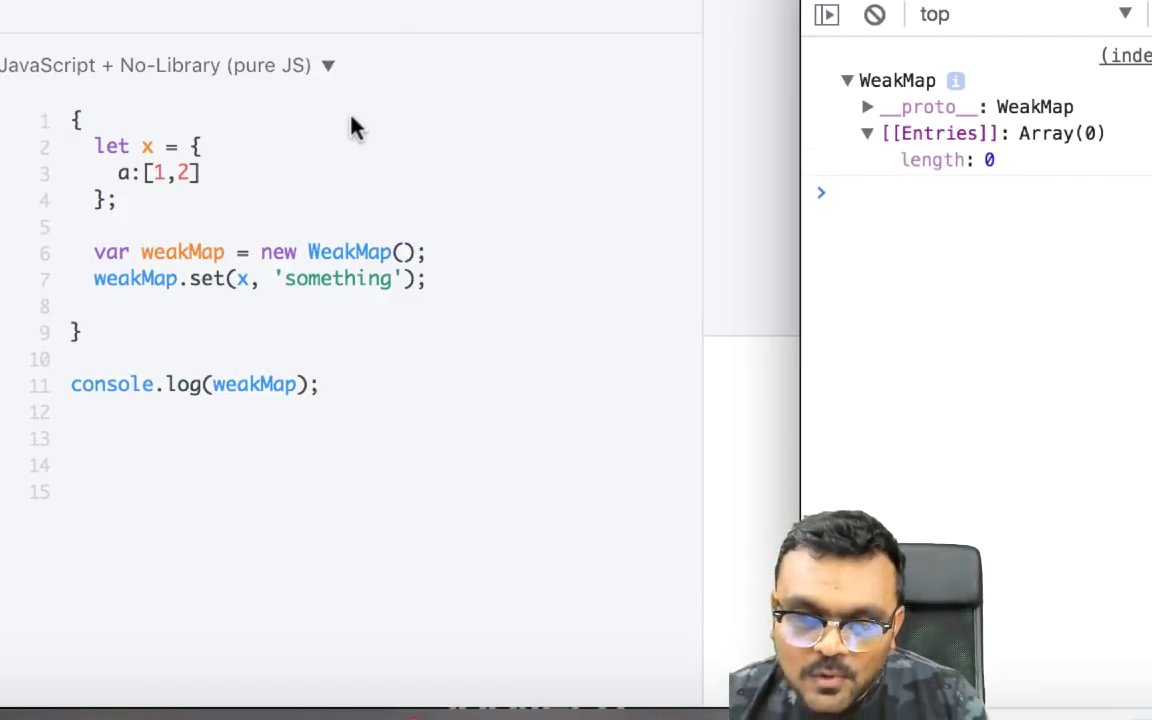 JavaScript + No-Library (pure JS) ▼
1 {
2 let x = {
3 a:[1,2]
4 };
5
6 var weakMap = new WeakMap();
7 weakMap.set(x, 'something');
8
9 }
10
11 console.log(weakMap);
12
13
14
15
top ▼
(inde
▼ WeakMap i
▶ __proto__: WeakMap
▼ [[Entries]]: Array(0)
length: 0
>